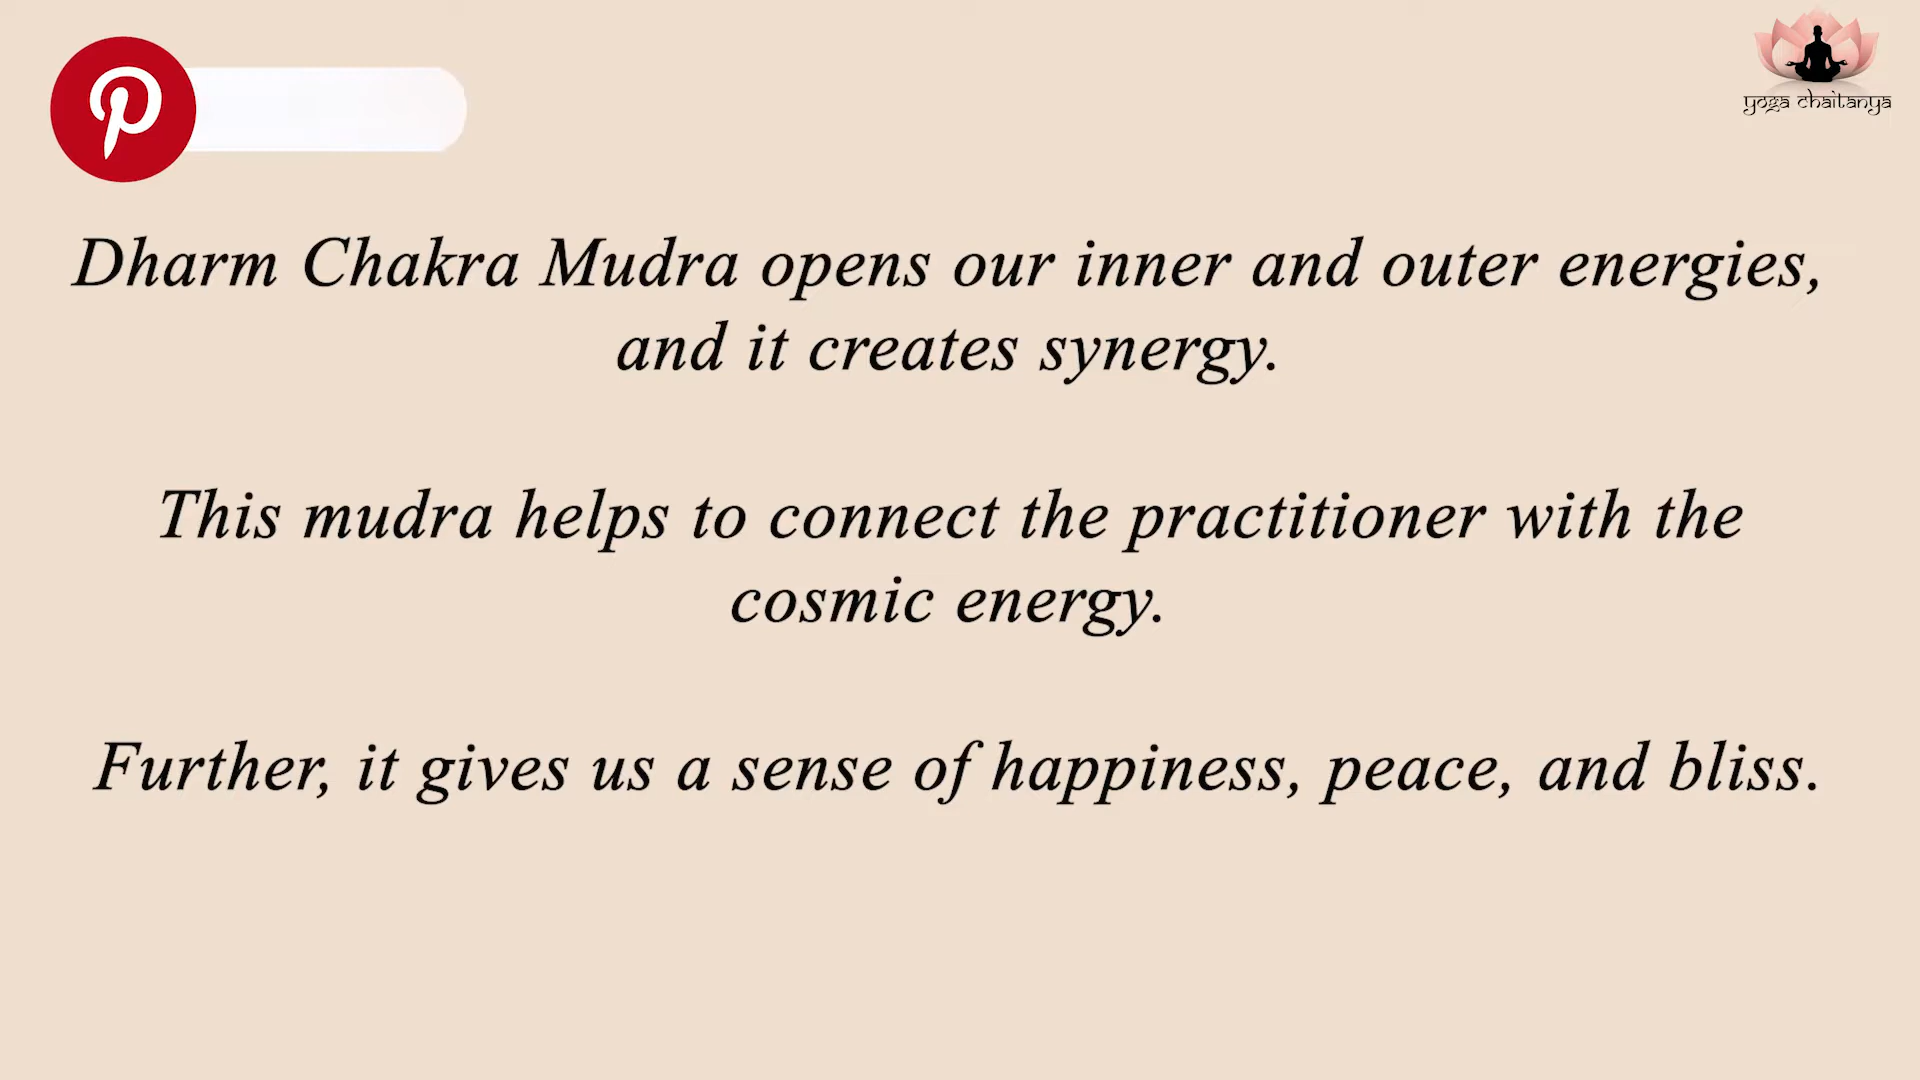 yoga chaitanya
Dharm Chakra Mudra opens our inner and outer energies,
and it creates synergy.
This mudra helps to connect the practitioner with the
cosmic energy.
Further, it gives us a sense of happiness, peace, and bliss.